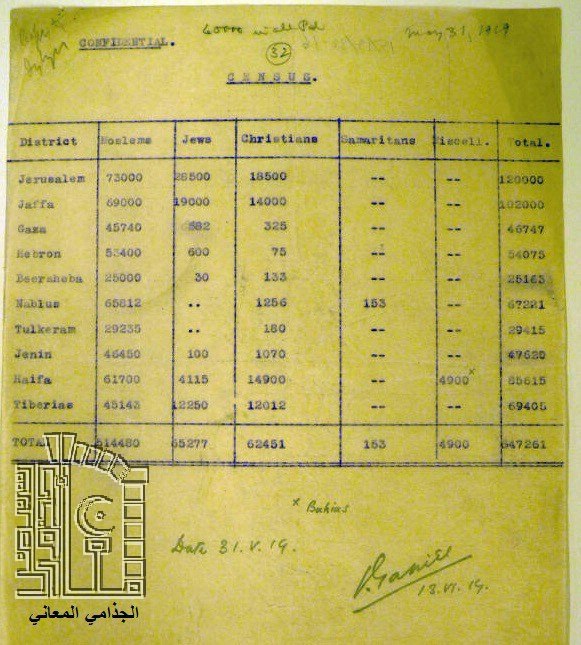 CONFIDENTIAL.
60000 in all Pal
May 31, 1919
32
CENSUS.
District Moslems Jews Christians Samaritans Miscell. Total.
Jerusalem 73000 28500 18500 -- -- 120000
Jaffa 69000 19000 14000 -- -- 102000
Gaza 45740 682 325 -- -- 46747
Hebron 53400 600 75 -- -- 54075
Beersheba 25000 30 133 -- -- 25163
Nablus 65812 .. 1256 153 -- 67221
Tulkeram 29235 .. 180 -- -- 29415
Jenin 46450 100 1070 -- -- 47620
Haifa 61700 4115 14900 -- 4900 x 85615
Tiberias 45143 12250 12012 -- -- 69405
TOTAL 514480 65277 62451 153 4900 647261
x Bahias
Date 31.V.19.
13.VI.19.
الجذامي المعاني